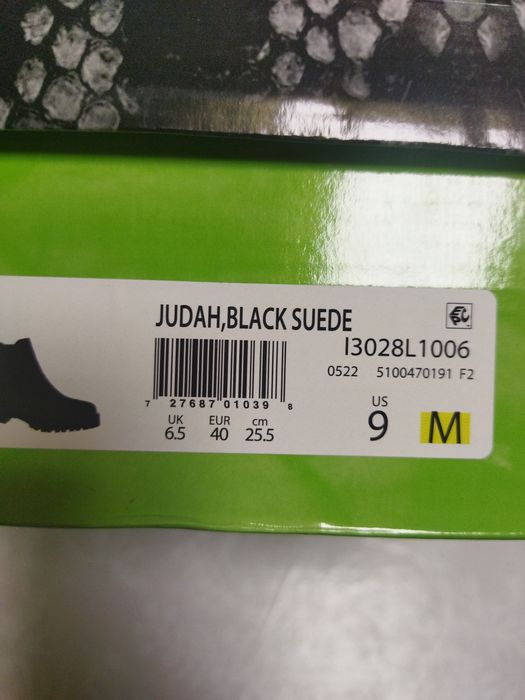 JUDAH,BLACK SUEDE
I3028L1006
0522 5100470191 F2
7 27687 01039 8
UK EUR cm US
6.5 40 25.5 9 M